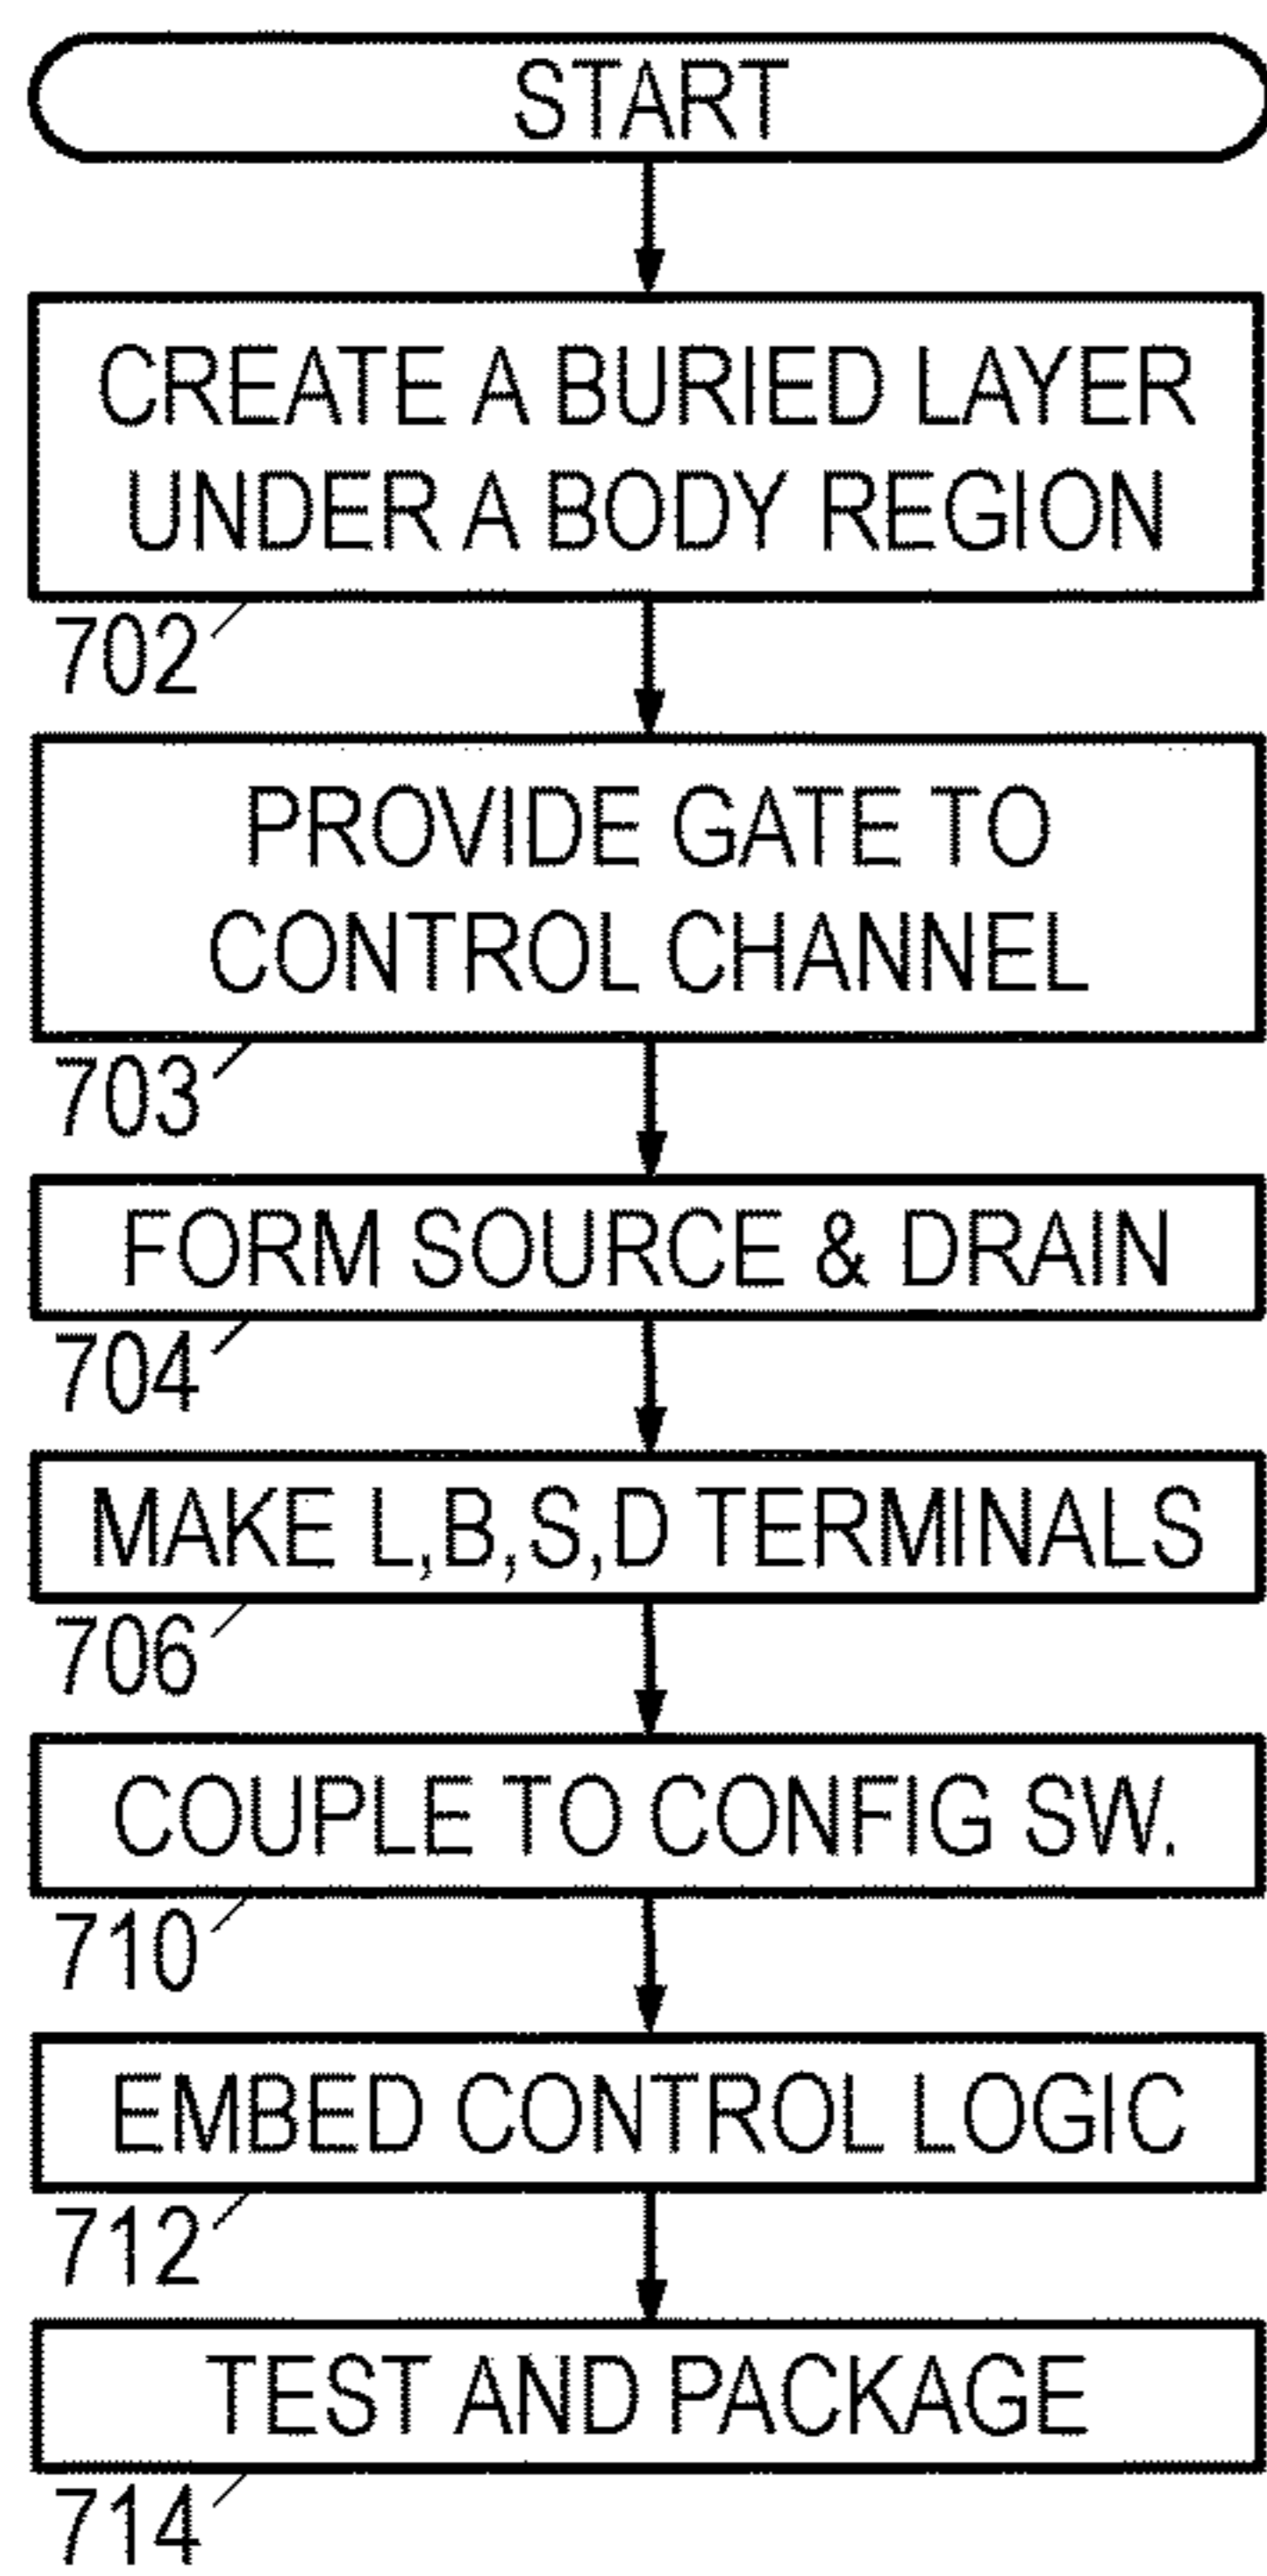 START
CREATE A BURIED LAYER
UNDER A BODY REGION
702
PROVIDE GATE TO
CONTROL CHANNEL
703
FORM SOURCE & DRAIN
704
MAKE L,B,S,D TERMINALS
706
COUPLE TO CONFIG SW.
710
EMBED CONTROL LOGIC
712
TEST AND PACKAGE
714